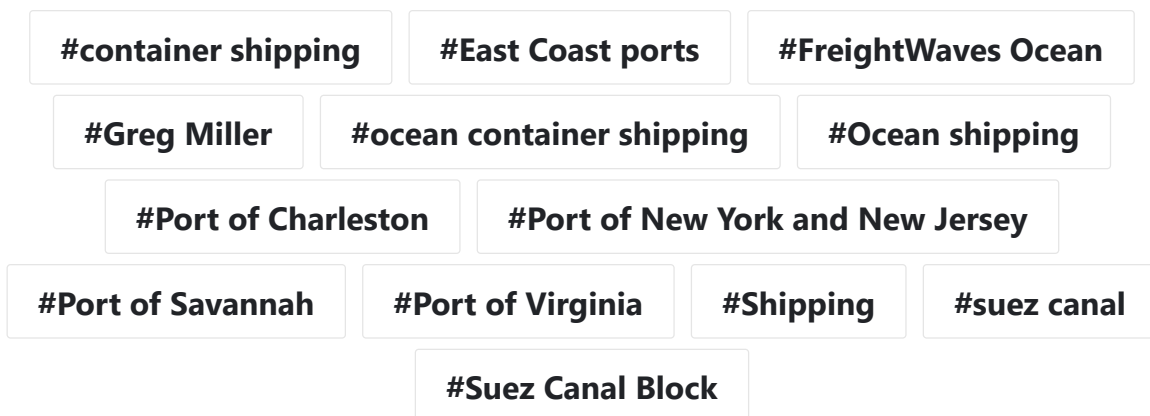 #container shipping #East Coast ports #FreightWaves Ocean
#Greg Miller #ocean container shipping #Ocean shipping
#Port of Charleston #Port of New York and New Jersey
#Port of Savannah #Port of Virginia #Shipping #suez canal
#Suez Canal Block